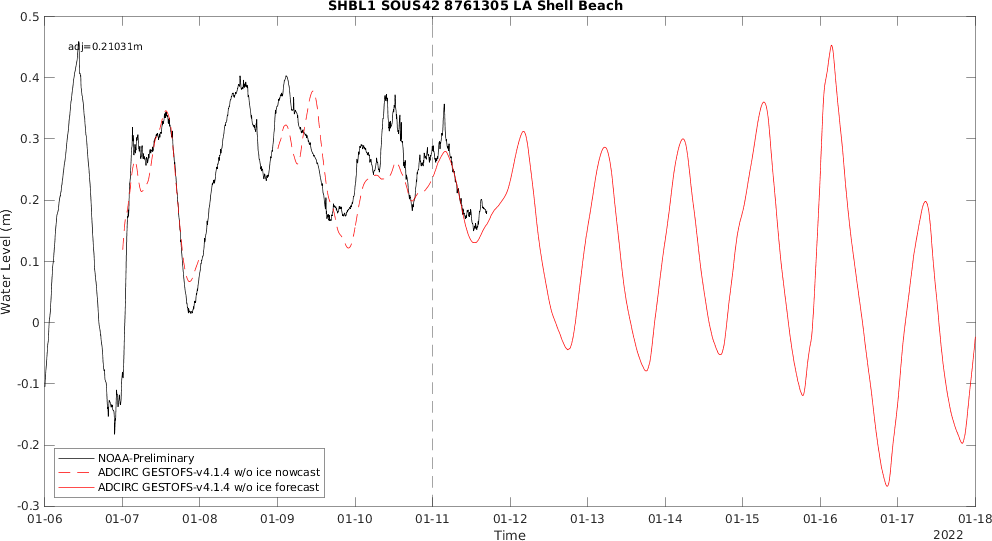 SHBL1 SOUS42 8761305 LA Shell Beach
adj=0.21031m
0.5
0.4
0.3
0.2
0.1
0
-0.1
-0.2
-0.3
Water Level (m)
NOAA-Preliminary
ADCIRC GESTOFS-v4.1.4 w/o ice nowcast
ADCIRC GESTOFS-v4.1.4 w/o ice forecast
01-06 01-07 01-08 01-09 01-10 01-11 01-12 01-13 01-14 01-15 01-16 01-17 01-18
Time
2022